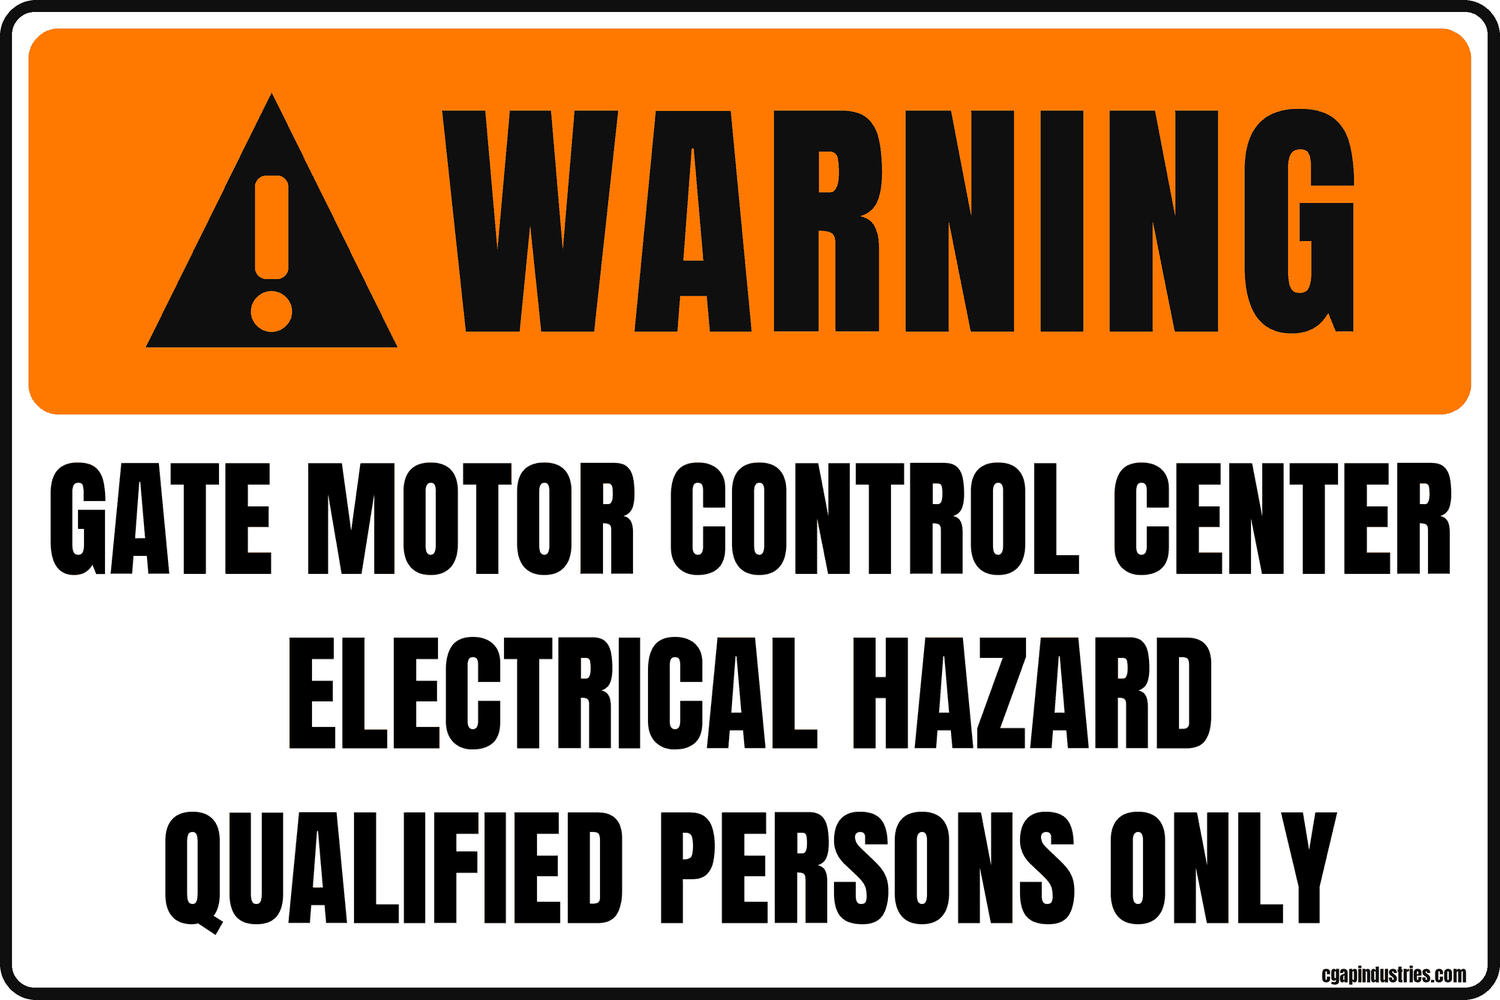 WARNING
GATE MOTOR CONTROL CENTER
ELECTRICAL HAZARD
QUALIFIED PERSONS ONLY
cgapindustries.com